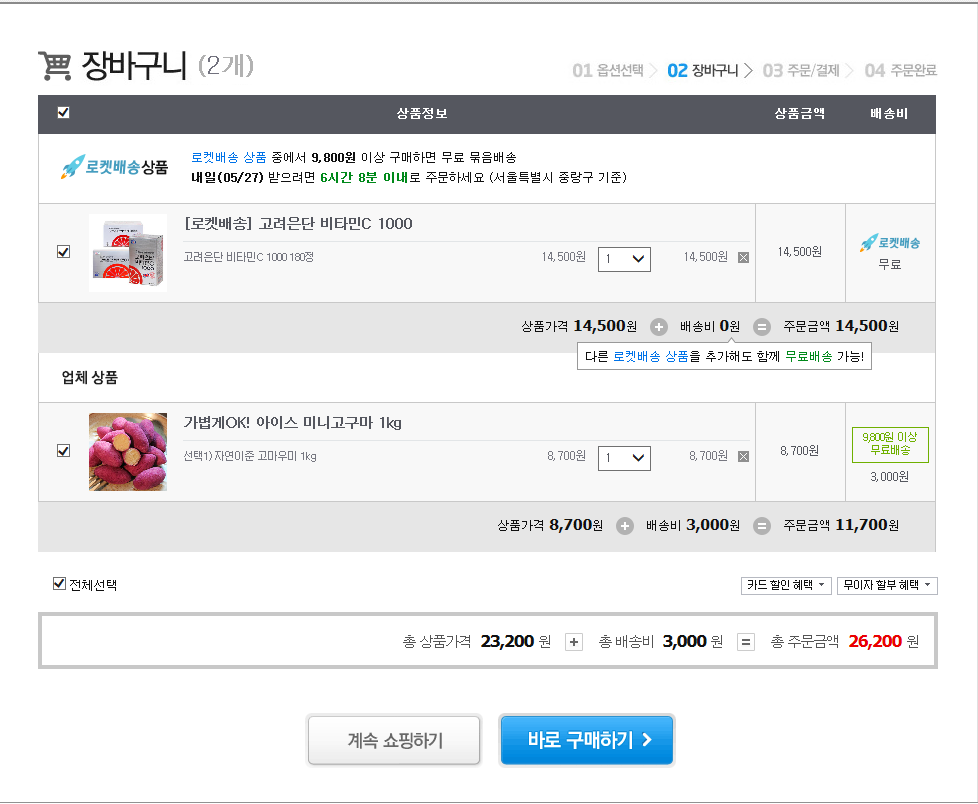 장바구니 (2개)
01 옵션선택 > 02 장바구니 > 03 주문/결제 > 04 주문완료
상품정보 상품금액 배송비
로켓배송상품
로켓배송 상품 중에서 9,800원 이상 구매하면 무료 묶음배송
내일(05/27) 받으려면 6시간 8분 이내로 주문하세요 (서울특별시 중랑구 기준)
[로켓배송] 고려은단 비타민C 1000
고려은단 비타민C 1000 180정 14,500원 1 14,500원 14,500원
로켓배송
무료
상품가격 14,500원 + 배송비 0원 = 주문금액 14,500원
다른 로켓배송 상품을 추가해도 함께 무료배송 가능!
업체 상품
가볍게OK! 아이스 미니고구마 1kg
선택1) 자연이준 고마우미 1kg 8,700원 1 8,700원 8,700원
9,800원 이상
무료배송
3,000원
상품가격 8,700원 + 배송비 3,000원 = 주문금액 11,700원
전체선택 카드 할인 혜택 무이자 할부 혜택
총 상품가격 23,200 원 + 총 배송비 3,000 원 = 총 주문금액 26,200 원
계속 쇼핑하기 바로 구매하기 >